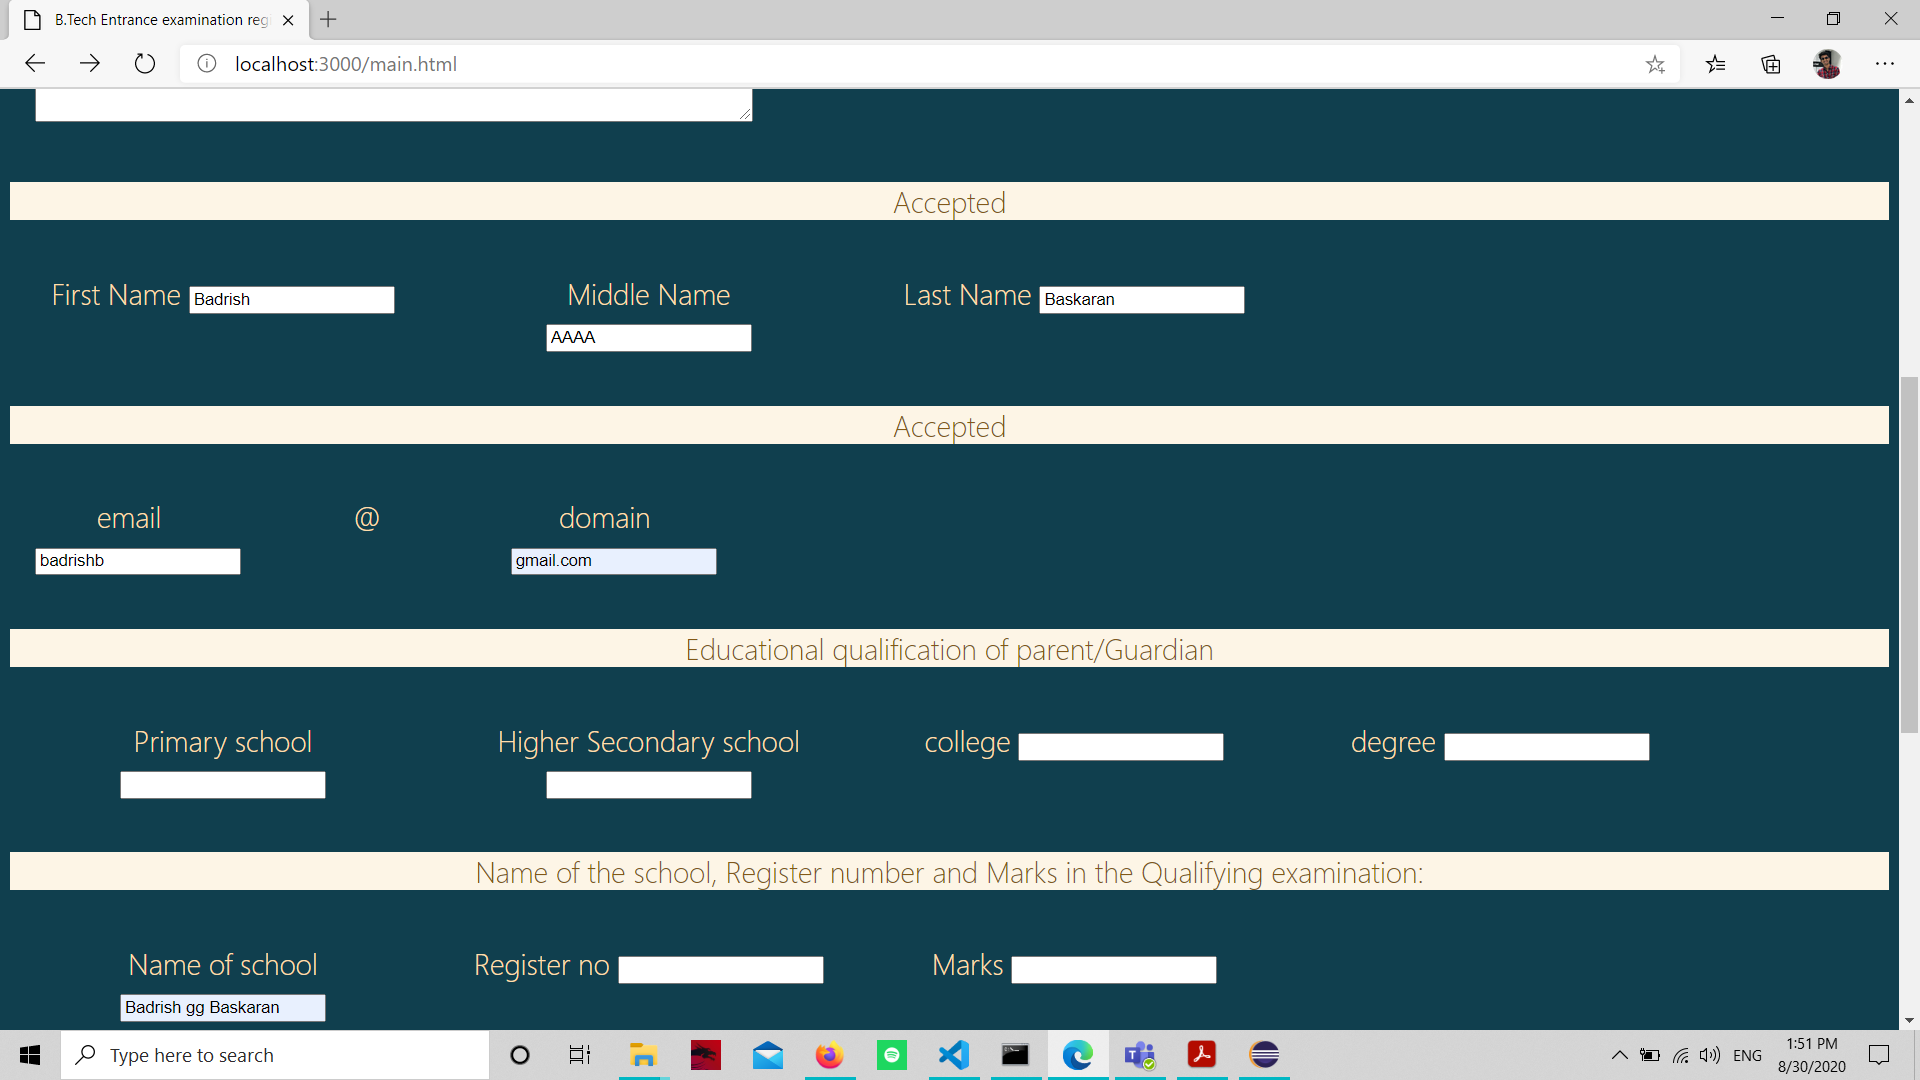 B.Tech Entrance examination reg
localhost:3000/main.html
Accepted
First Name Badrish Middle Name Last Name Baskaran
AAAA
Accepted
email @ domain
badrishb gmail.com
Educational qualification of parent/Guardian
Primary school Higher Secondary school college degree
Name of the school, Register number and Marks in the Qualifying examination:
Name of school Register no Marks
Badrish gg Baskaran
Type here to search ENG 1:51 PM
8/30/2020